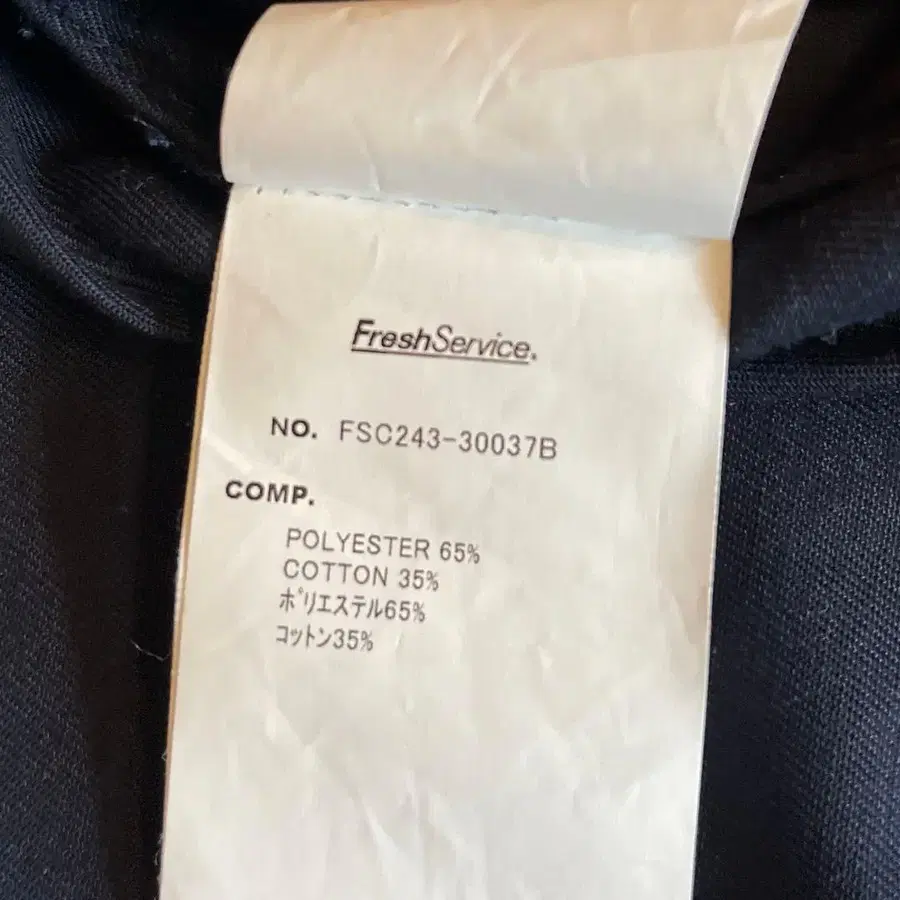 FreshService.
NO. FSC243-30037B
COMP.
POLYESTER 65%
COTTON 35%
ﾎﾟﾘｴｽﾃﾙ65%
ｺｯﾄﾝ35%